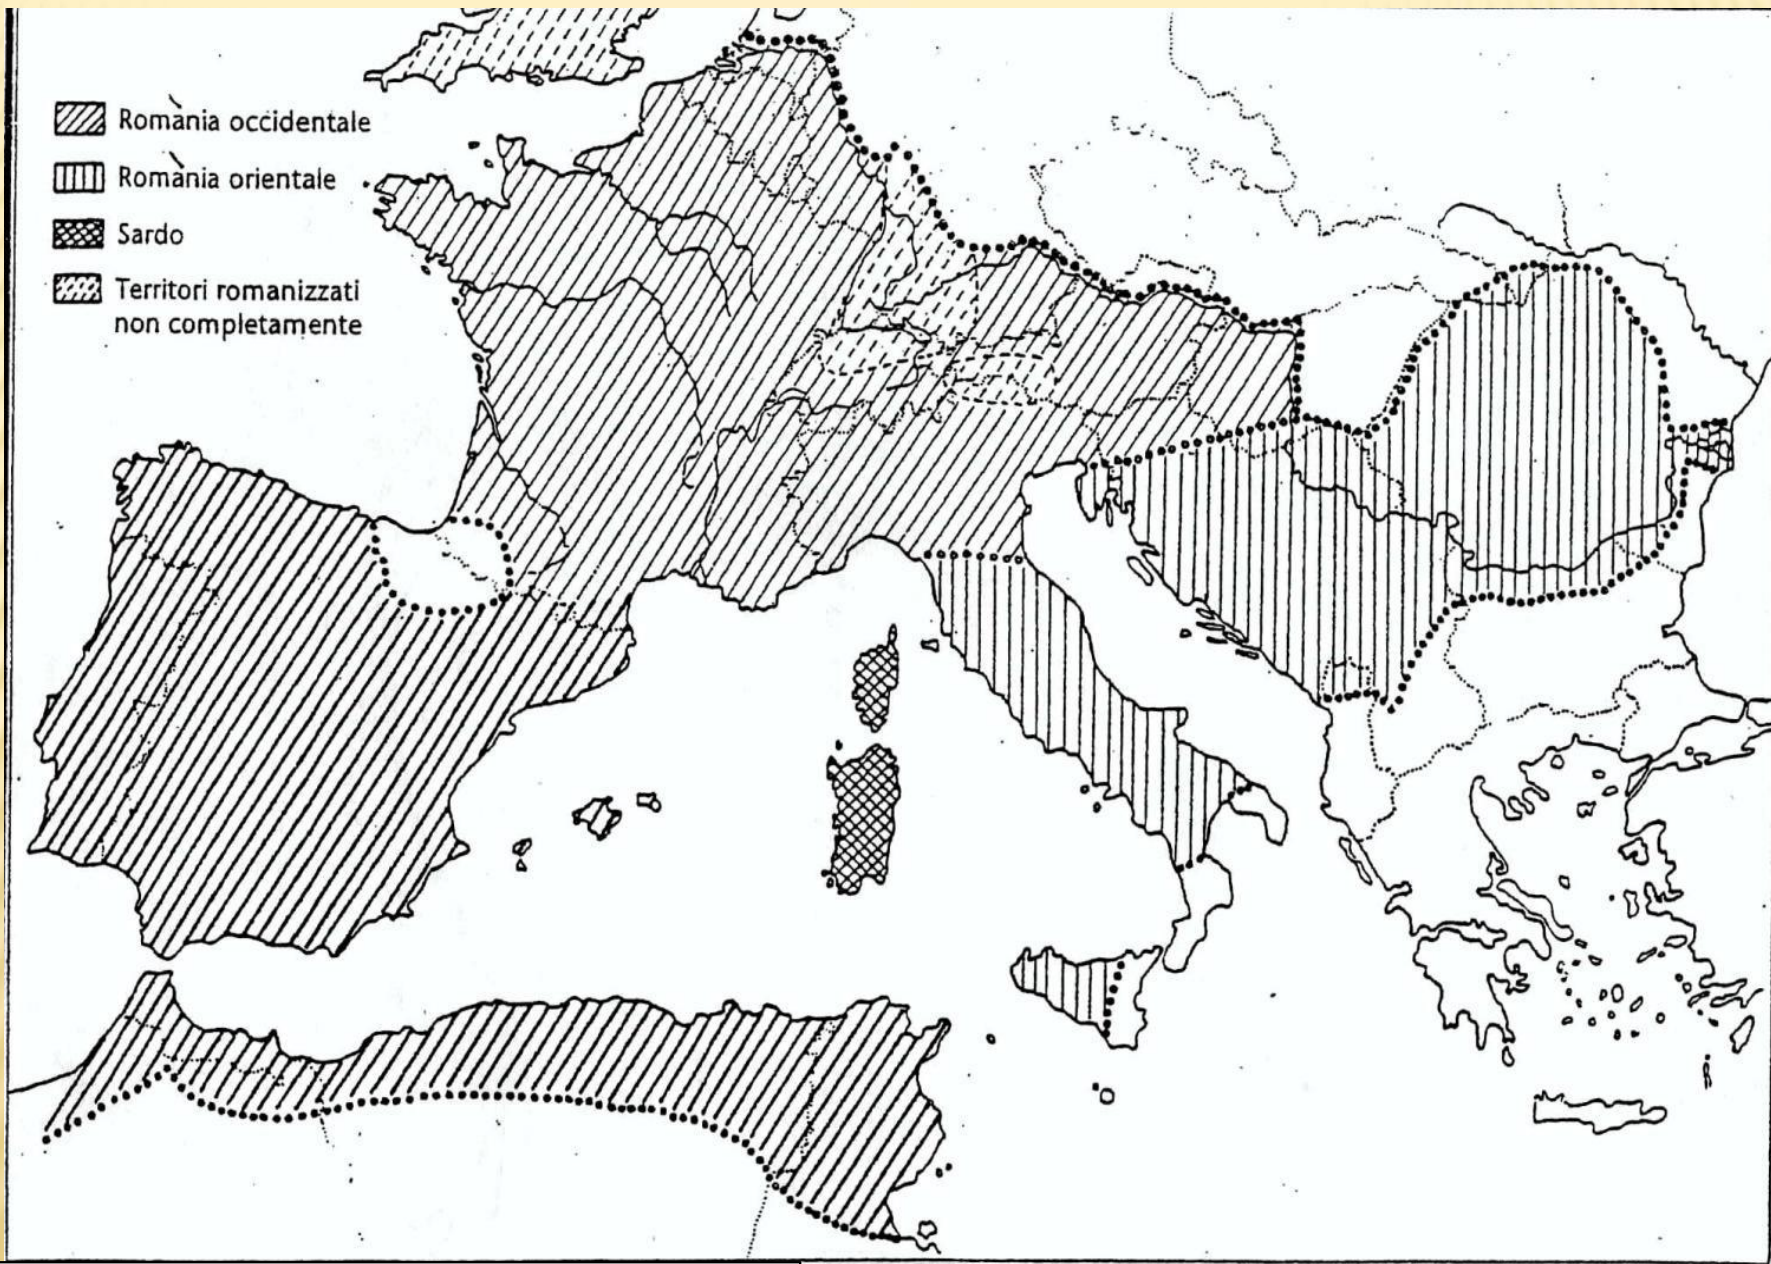 Romània occidentale
Romània orientale
Sardo
Territori romanizzati
non completamente